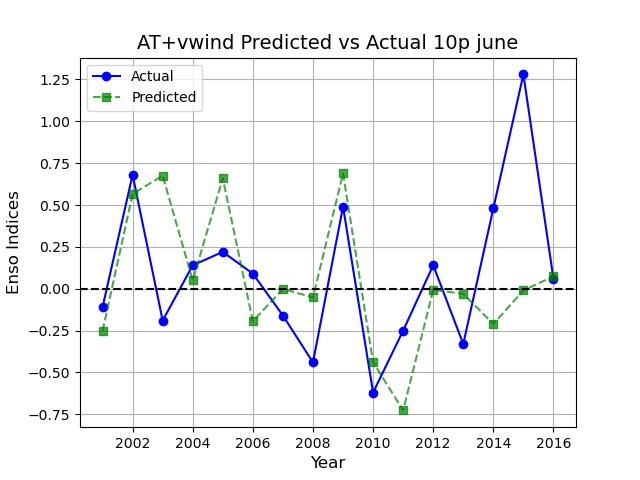 AT+vwind Predicted vs Actual 10p june
Actual
Predicted
1.25
1.00
0.75
0.50
0.25
0.00
−0.25
−0.50
−0.75
Enso Indices
2002 2004 2006 2008 2010 2012 2014 2016
Year